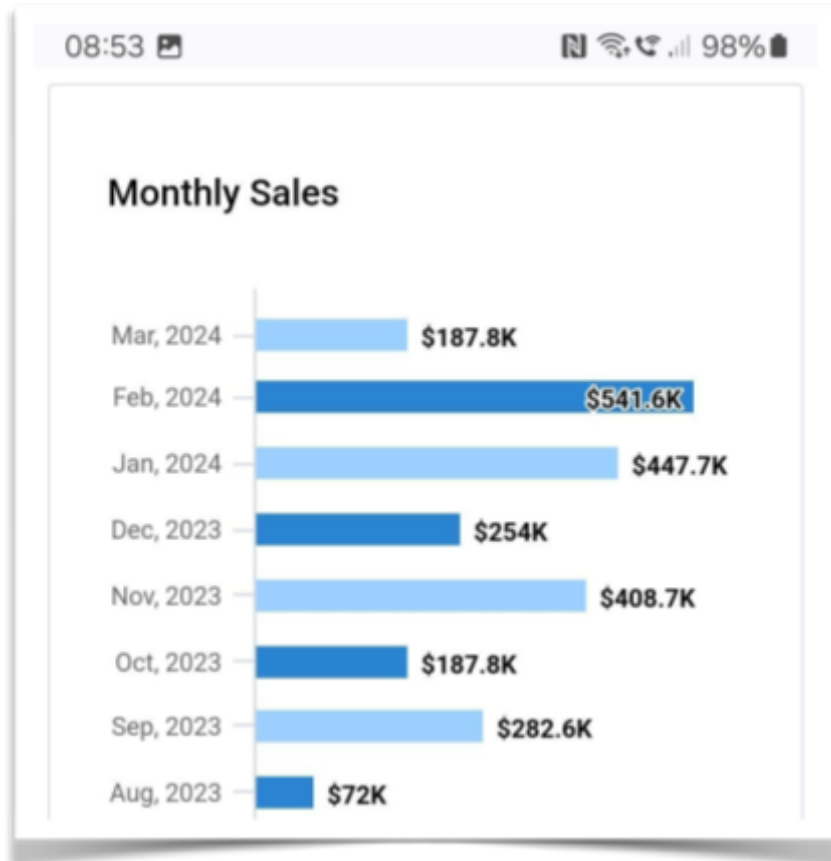 08:53 98%
Monthly Sales
Mar, 2024 $187.8K
Feb, 2024 $541.6K
Jan, 2024 $447.7K
Dec, 2023 $254K
Nov, 2023 $408.7K
Oct, 2023 $187.8K
Sep, 2023 $282.6K
Aug, 2023 $72K